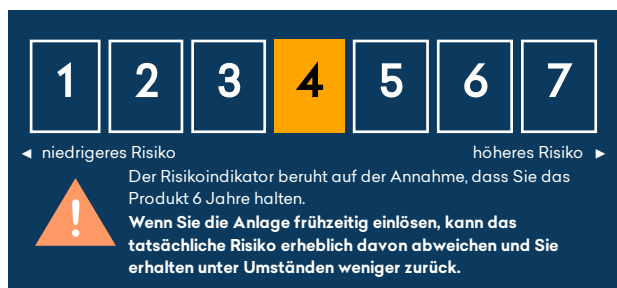 1 2 3 4 5 6 7
◄ niedrigeres Risiko höheres Risiko ►
Der Risikoindikator beruht auf der Annahme, dass Sie das
Produkt 6 Jahre halten.
Wenn Sie die Anlage frühzeitig einlösen, kann das
tatsächliche Risiko erheblich davon abweichen und Sie
erhalten unter Umständen weniger zurück.
!